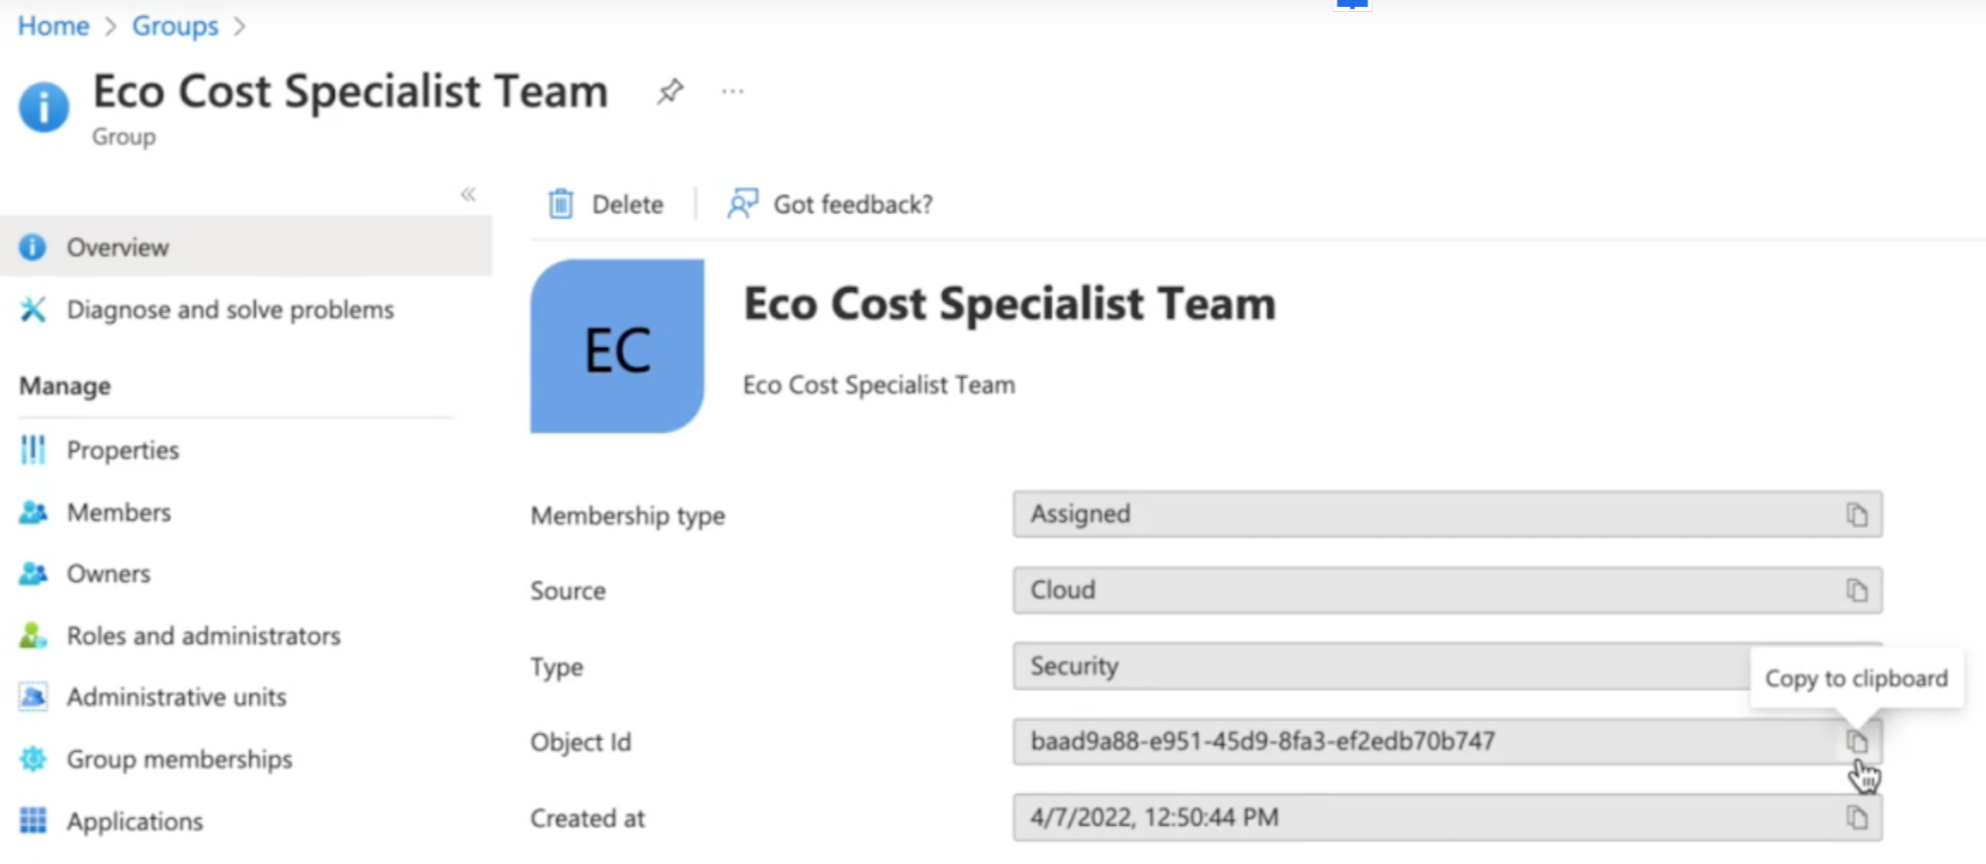 Home > Groups >
Eco Cost Specialist Team ...
Group
«
Delete | Got feedback?
Overview
Diagnose and solve problems
Manage
Properties
Members
Owners
Roles and administrators
Administrative units
Group memberships
Applications
EC
Eco Cost Specialist Team
Eco Cost Specialist Team
Membership type Assigned
Source Cloud
Type Security
Copy to clipboard
Object Id baad9a88-e951-45d9-8fa3-ef2edb70b747
Created at 4/7/2022, 12:50:44 PM